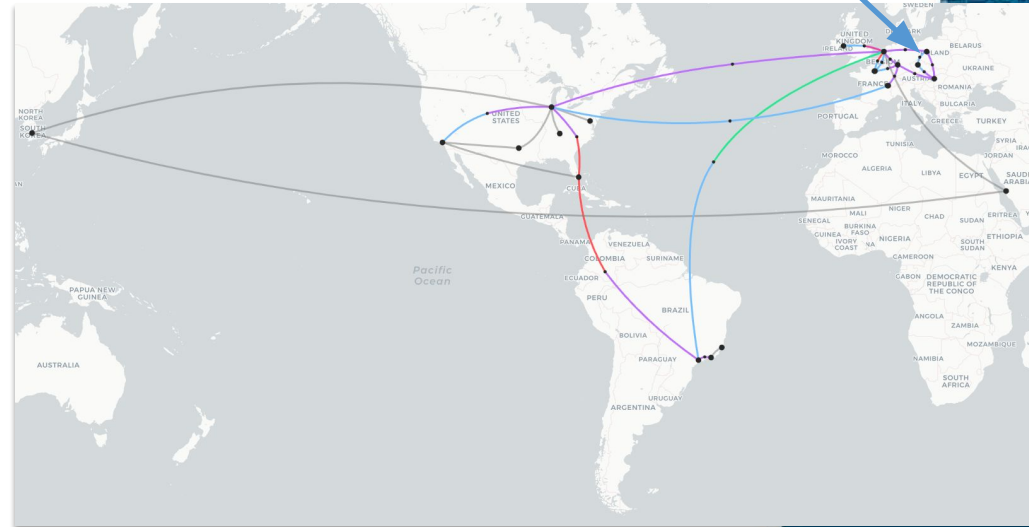 SWEDEN
UNITED
KINGDOM
BELARUS
UKRAINE
ROMANIA
ITALY
BULGARIA
PORTUGAL
GREECE
TURKEY
NORTH
KOREA
SOUTH
KOREA
UNITED
STATES
TUNISIA
SYRIA
MOROCCO
JORDAN
ALGERIA
LIBYA
EGYPT
SAUDI
ARABIA
MEXICO
CUBA
MAURITANIA
GUATEMALA
MALI
NIGER
CHAD
SUDAN
ERITREA
SENEGAL
BURKINA
FASO
GUINEA
IVORY
COAST
NIGERIA
ETHIOPIA
SOUTH
SUDAN
PANAMA
VENEZUELA
COLOMBIA
SURINAME
CAMEROON
Pacific
Ocean
ECUADOR
GABON
DEMOCRATIC
REPUBLIC OF
THE CONGO
KENYA
PAPUA NEW
GUINEA
PERU
BRAZIL
ANGOLA
ZAMBIA
BOLIVIA
MOZAMBIQUE
AUSTRALIA
PARAGUAY
NAMIBIA
SOUTH
AFRICA
URUGUAY
ARGENTINA